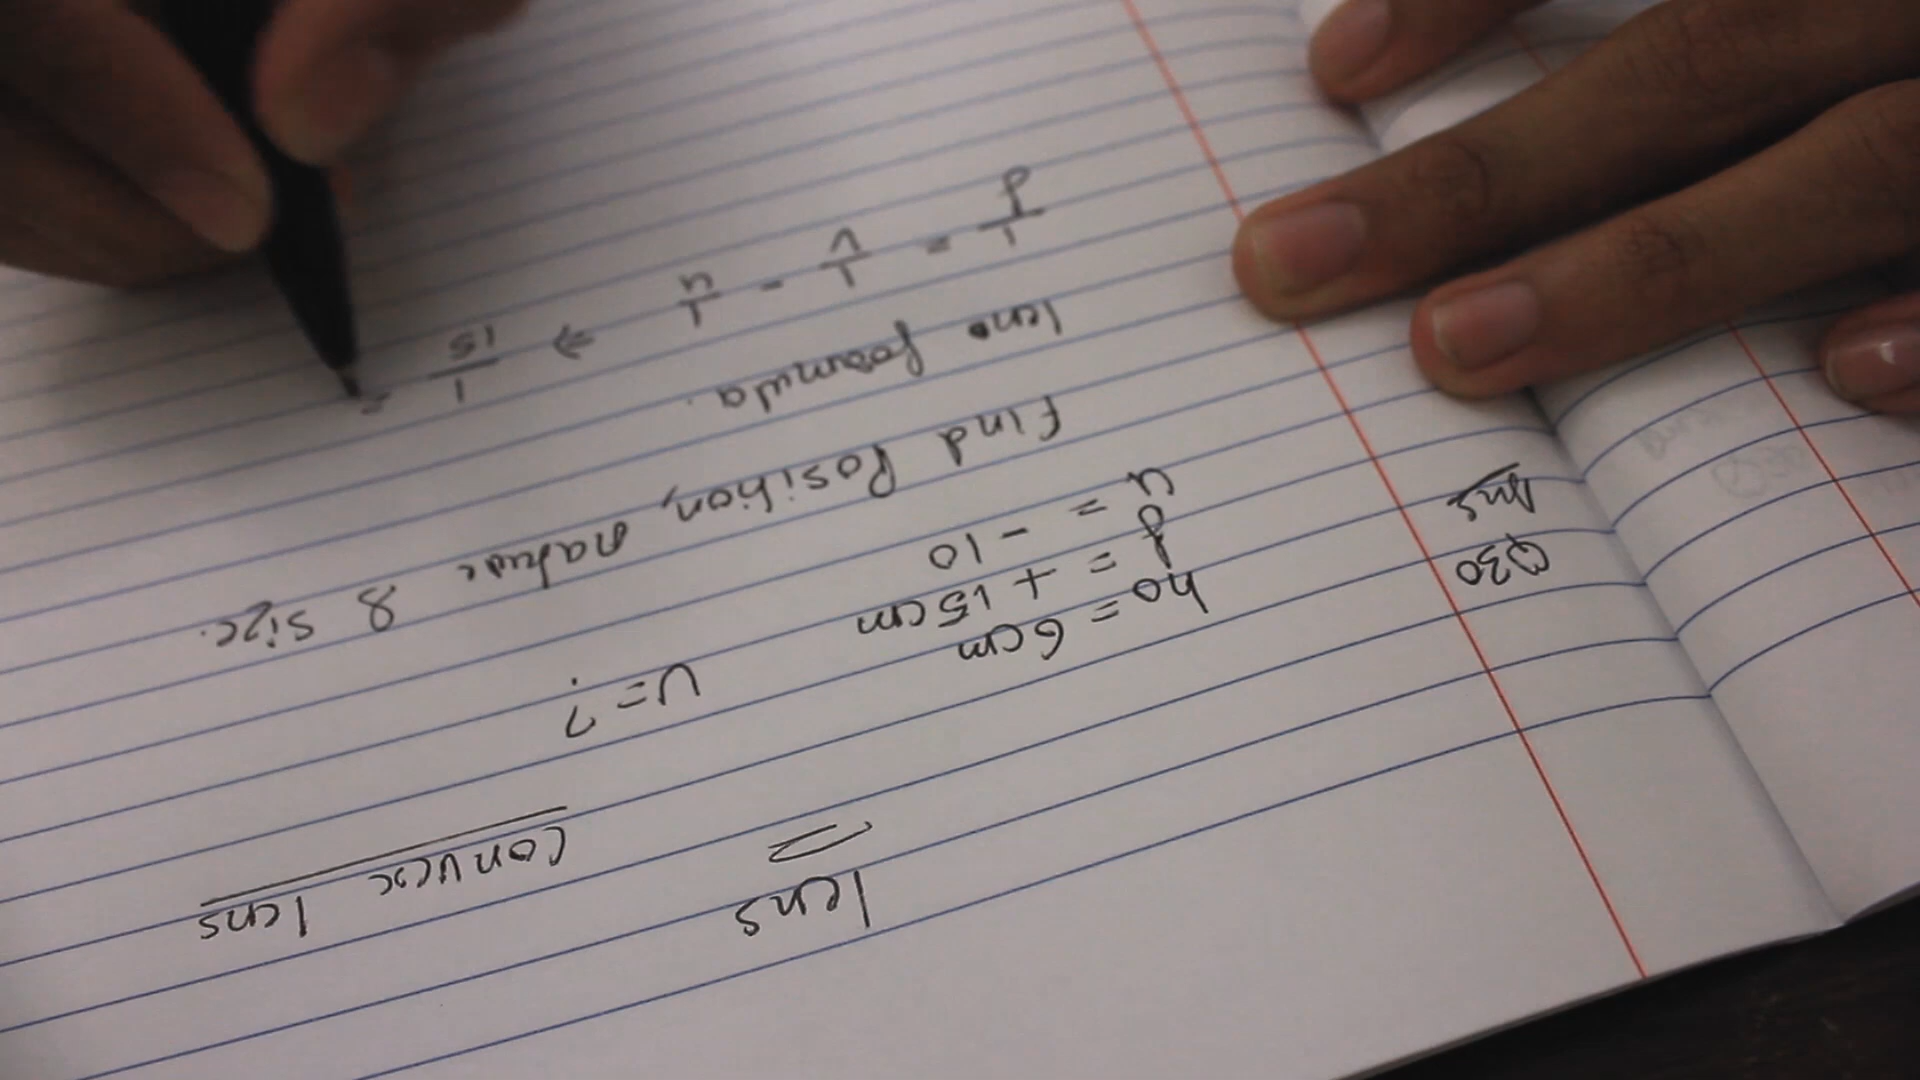 lens
convex lens
Q30
Ans
ho = 6cm
f = + 15cm
u = - 10
v = ?
Find Position, nature & size.
lens formula.
1/f = 1/v - 1/u ⇒ 1/15 =